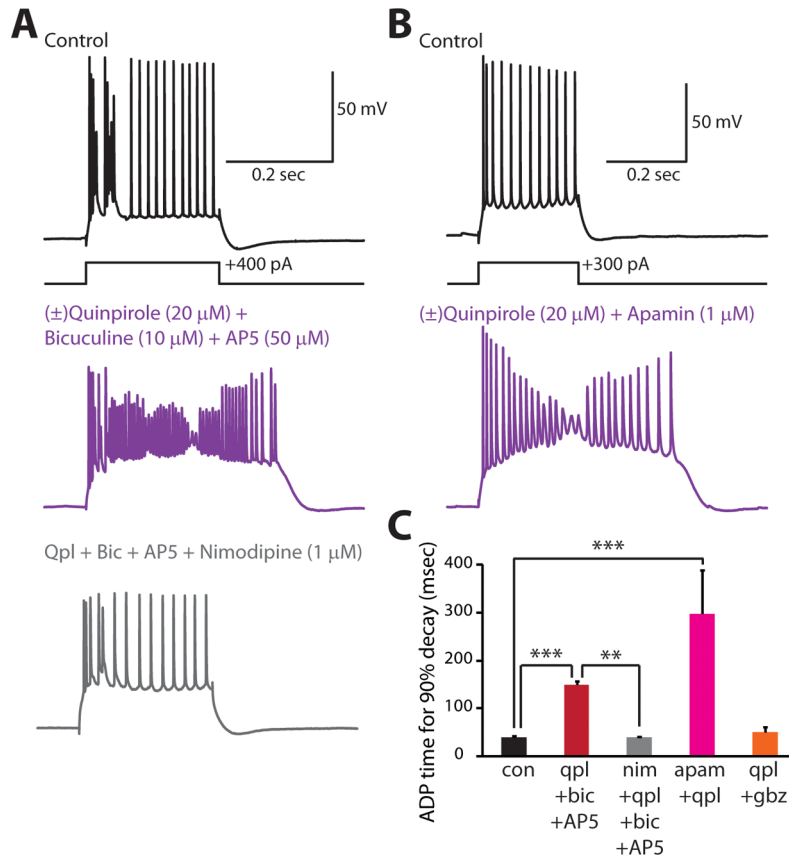 A
Control
50 mV
0.2 sec
+400 pA
(±)Quinpirole (20 μM) +
Bicuculine (10 μM) + AP5 (50 μM)
Qpl + Bic + AP5 + Nimodipine (1 μM)
B
Control
50 mV
0.2 sec
+300 pA
(±)Quinpirole (20 μM) + Apamin (1 μM)
C
ADP time for 90% decay (msec)
400
300
200
100
0
***
***
**
con
qpl
+bic
+AP5
nim
+qpl
+bic
+AP5
apam
+qpl
qpl
+gbz